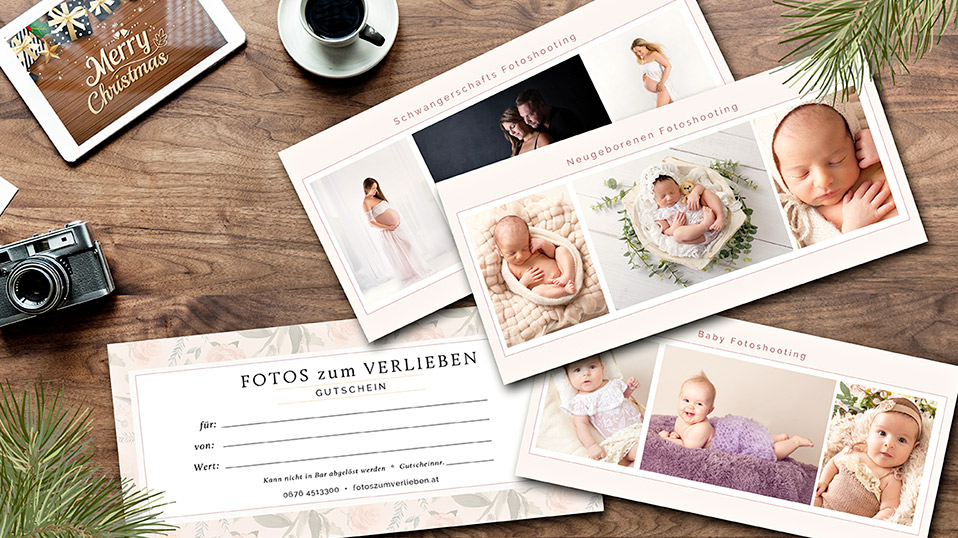 Merry
Christmas
Schwangerschafts Fotoshooting
Neugeborenen Fotoshooting
Baby Fotoshooting
FOTOS zum VERLIEBEN
GUTSCHEIN
für:
von:
Wert:
Kann nicht in Bar abgelöst werden * Gutscheinnr.
0676 4513300 • fotoszumverlieben.at